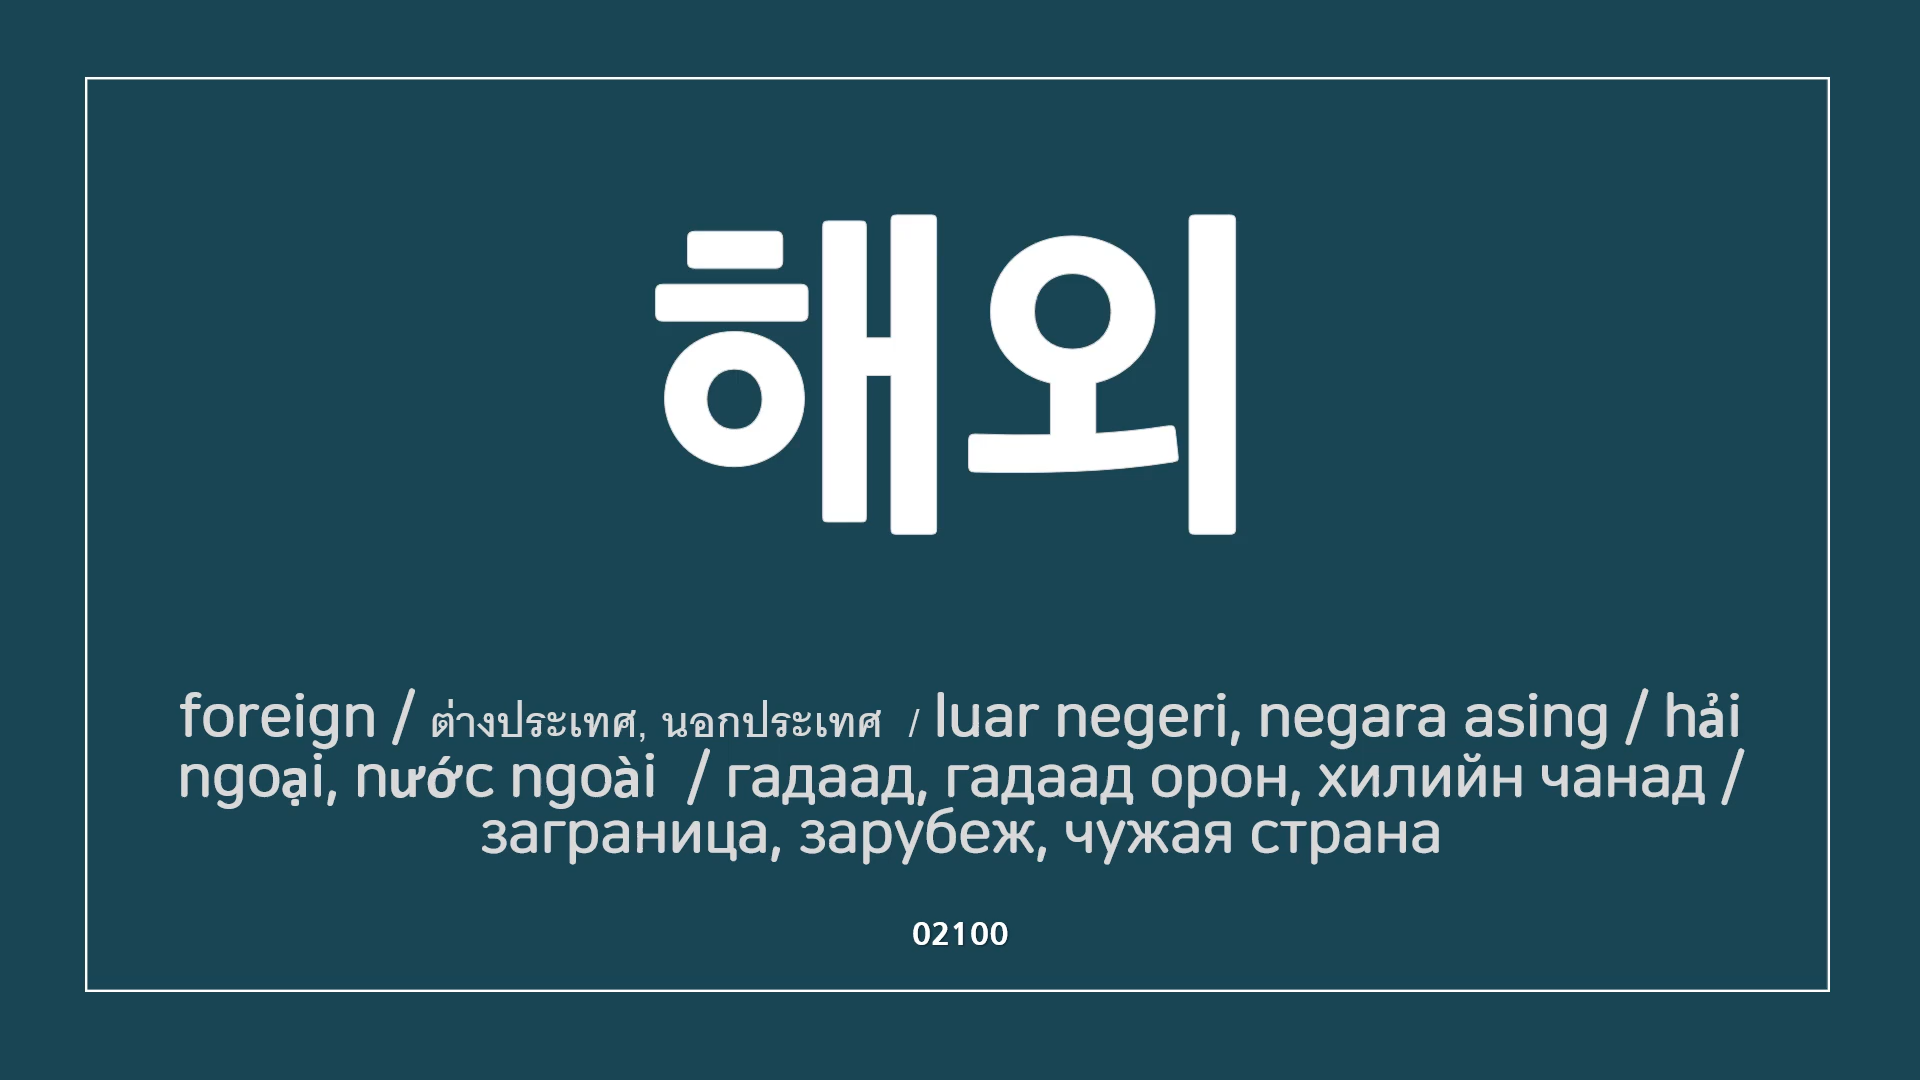 해외
foreign / ต่างประเทศ, นอกประเทศ / luar negeri, negara asing / hải
ngoại, nước ngoài / гадаад, гадаад орон, хилийн чанад /
заграница, зарубеж, чужая страна
02100